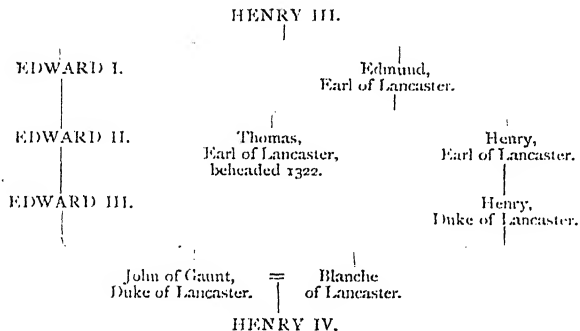 HENRY III.
EDWARD I.
Edmund,
Earl of Lancaster.
EDWARD II.
Thomas,
Earl of Lancaster,
beheaded 1322.
Henry,
Earl of Lancaster.
EDWARD III.
Henry,
Duke of Lancaster.
John of Gaunt,
Duke of Lancaster.
=
Blanche
of Lancaster.
HENRY IV.